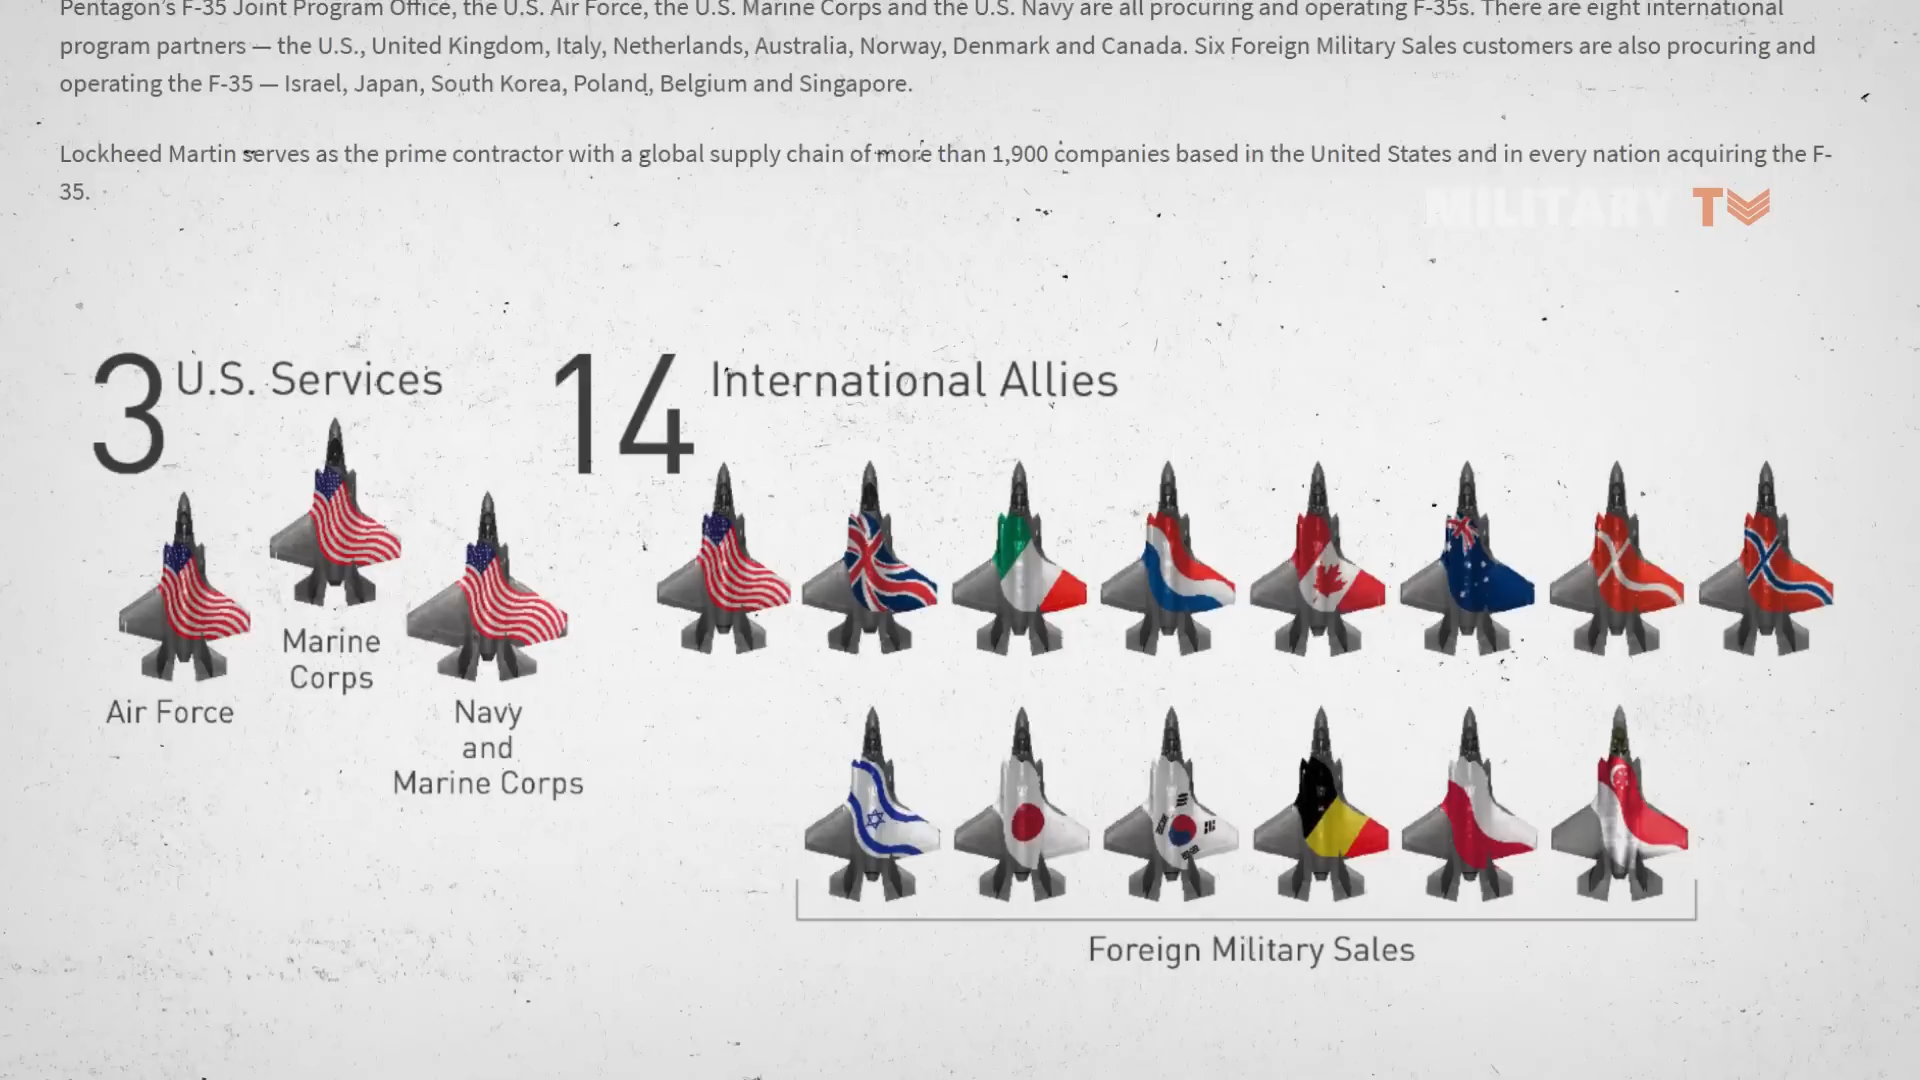 Pentagon's F-35 Joint Program Office, the U.S. Air Force, the U.S. Marine Corps and the U.S. Navy are all procuring and operating F-35s. There are eight international
program partners — the U.S., United Kingdom, Italy, Netherlands, Australia, Norway, Denmark and Canada. Six Foreign Military Sales customers are also procuring and
operating the F-35 — Israel, Japan, South Korea, Poland, Belgium and Singapore.
Lockheed Martin serves as the prime contractor with a global supply chain of more than 1,900 companies based in the United States and in every nation acquiring the F-
35.
MILITARY TV
3 U.S. Services
14 International Allies
Marine
Corps
Air Force
Navy
and
Marine Corps
Foreign Military Sales